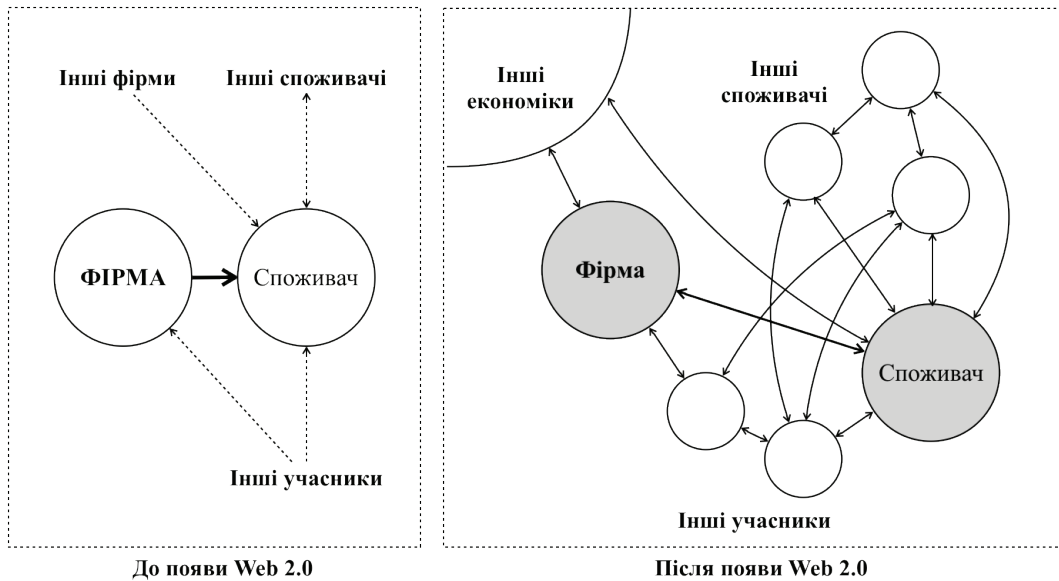 Інші фірми
Інші споживачі
ФІРМА
Споживач
Інші учасники
До появи Web 2.0
Інші
економіки
Інші
споживачі
Фірма
Споживач
Інші учасники
Після появи Web 2.0